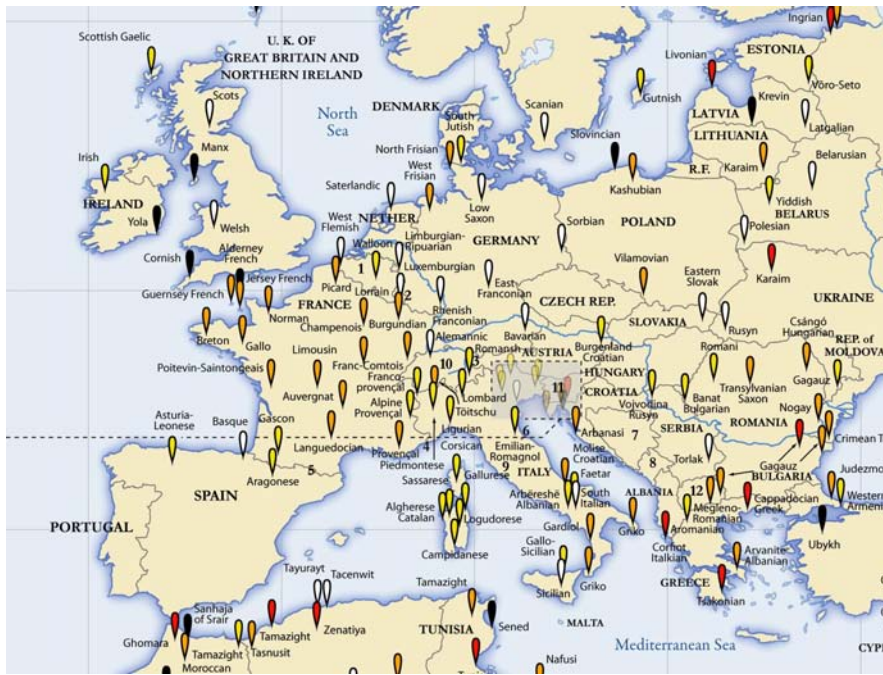 Scottish Gaelic
U. K. OF
GREAT BRITAIN AND
NORTHERN IRELAND
Ingrian
Livonian
ESTONIA
Scots
North
Sea
DENMARK
South
Jutish
Scanian
Gutnish
Krevin
Võro-Seto
LATVIA
Latgalian
Irish
Manx
North Frisian
West
Frisian
Slovincian
LITHUANIA
Karaim
Belarusian
IRELAND
Yola
Welsh
Saterlandic
Low
Saxon
Kashubian
R.F.
Yiddish
BELARUS
NETHER.
Limburgian-
Ripuarian
West
Flemish
Walloon
GERMANY
Sorbian
POLAND
Polesian
Cornish
Alderney
French
Jersey French
Guernsey French
1
Luxemburgian
Picard
Lorrain
2
East
Franconian
Vilamovian
Karaim
Eastern
Slovak
UKRAINE
Norman
FRANCE
Champenois
Burgundian
Rhenish
Franconian
CZECH REP.
SLOVAKIA
Rusyn
Csángó
Hungarian
Breton
Gallo
Limousin
Alemannic
Romansh
3
Bavarian
AUSTRIA
Burgenland
Croatian
Romani
REP. of
MOLDOVA
Poitevin-Saintongeais
Franc-Comtois
Franco
provençal
10
HUNGARY
CROATIA
Gagauz
Auvergnat
Alpine
Provençal
Lombard
Töitschu
11
Vojvodina
Rusyn
Banat
Bulgarian
Transylvanian
Saxon
Nogay
Asturia-
Leonese
Basque
Gascon
Languedocien
Provençal
4
Ligurian
Corsican
6
Emilian-
Romagnol
Arbanasi
7
SERBIA
ROMANIA
Crimean T
Aragonese
5
Piedmontese
Sassarese
Gallurese
9
ITALY
Molise
Croatian
Faetar
8
Torlak
Gagauz
BULGARIA
Judezmo
SPAIN
PORTUGAL
Algherese
Catalan
Logudorese
Arbëreshë
Albanian
South
Italian
ALBANIA
12
Megleno-
Romanian
Cappadocian
Greek
Western
Armeni
Campidanese
Gardiol
Griko
Aromanian
Corfiot
Italkian
Ubykh
Gallo-
Sicilian
Sicilian
Griko
GREECE
Arvanite
Albanian
Tsakonian
Tayurayt
Tacenwit
Tamazight
Sanhaja
of Srair
Ghomara
Tamazight
Zenatiya
TUNISIA
Sened
MALTA
Mediterranean Sea
CYP
Tamazight
Moroccan
Tasnusit
Nafusi